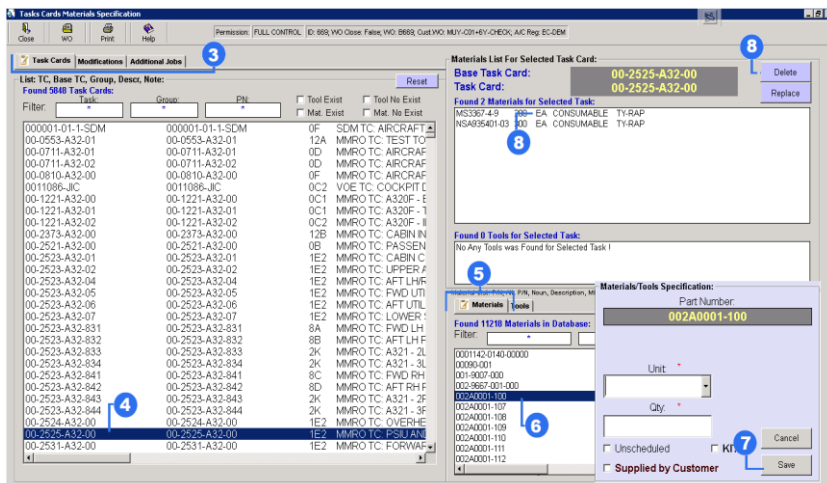 Tasks Cards Materials Specification
Close WO Print Help
Permission: FULL CONTROL ID: 669; WO Close: False; WO: B669; Cust.WO: MUY-C01+6Y-CHECK; A/C Reg: EC-DEM
3
Task Cards Modifications Additional Jobs
List: TC, Base TC, Group, Descr, Note:
Found 5848 Task Cards:
Reset
Task: Group: PN:
Filter: * * *
Tool Exist Tool No Exist
Mat. Exist Mat. No Exist
000001-01-1-SDM 000001-01-1-SDM 0F SDM TC: AIRCRAFT
00-0553-A32-01 00-0553-A32-01 12A MMRO TC: TEST TO
00-0711-A32-01 00-0711-A32-01 0D MMRO TC: AIRCRAF
00-0711-A32-02 00-0711-A32-02 0D MMRO TC: AIRCRAF
00-0810-A32-00 00-0810-A32-00 0F MMRO TC: AIRCRAF
0011086-JIC 0011086-JIC 0C2 VOE TC: COCKPIT D
00-1221-A32-00 00-1221-A32-00 0C1 MMRO TC: A320F - E
00-1221-A32-01 00-1221-A32-01 0C1 MMRO TC: A320F - 1
00-1221-A32-02 00-1221-A32-02 0C2 MMRO TC: A320F - II
00-2373-A32-00 00-2373-A32-00 12B MMRO TC: CABIN IN
00-2521-A32-00 00-2521-A32-00 0B MMRO TC: PASSEN
00-2523-A32-01 00-2523-A32-01 1E2 MMRO TC: CABIN C
00-2523-A32-02 00-2523-A32-02 1E2 MMRO TC: UPPER A
00-2523-A32-04 00-2523-A32-04 1E2 MMRO TC: AFT LH/R
00-2523-A32-05 00-2523-A32-05 1E2 MMRO TC: FWD UTI
00-2523-A32-06 00-2523-A32-06 1E2 MMRO TC: AFT UTIL
00-2523-A32-07 00-2523-A32-07 1E2 MMRO TC: LOWER
00-2523-A32-831 00-2523-A32-831 8A MMRO TC: FWD LH
00-2523-A32-832 00-2523-A32-832 8B MMRO TC: AFT LH F
00-2523-A32-833 00-2523-A32-833 2K MMRO TC: A321 - 2L
00-2523-A32-834 00-2523-A32-834 2K MMRO TC: A321 - 3L
00-2523-A32-841 00-2523-A32-841 8C MMRO TC: FWD RH
00-2523-A32-842 00-2523-A32-842 8D MMRO TC: AFT RH F
00-2523-A32-843 00-2523-A32-843 2K MMRO TC: A321 - 2F
00-2523-A32-844 00-2523-A32-844 2K MMRO TC: A321 - 3F
00-2524-A32-00 00-2524-A32-00 1E2 MMRO TC: OVERHE
00-2525-A32-00 00-2525-A32-00 1E2 MMRO TC: PSIU AND
00-2531-A32-00 00-2531-A32-00 1E2 MMRO TC: FORWAR
4
Materials List For Selected Task Card:
8
Base Task Card: 00-2525-A32-00
Delete
Task Card: 00-2525-A32-00
Replace
Found 2 Materials for Selected Task:
MS3367-4-9 200 EA CONSUMABLE TY-RAP
NSA935401-03 300 EA CONSUMABLE TY-RAP
8
Found 0 Tools for Selected Task:
No Any Tools was Found for Selected Task !
5
P/N, Noun, Description,
Materials Tools
Found 11218 Materials in Database:
Filter: *
0001142-0140-00000
00090-001
001-9007-000
002-9667-001-000
002A0001-100
002A0001-107
002A0001-108
002A0001-109
002A0001-110
002A0001-111
002A0001-112
6
Materials/Tools Specification:
Part Number:
002A0001-100
Unit: *
Qty: *
Unscheduled
7
Cancel
Supplied by Customer
Save